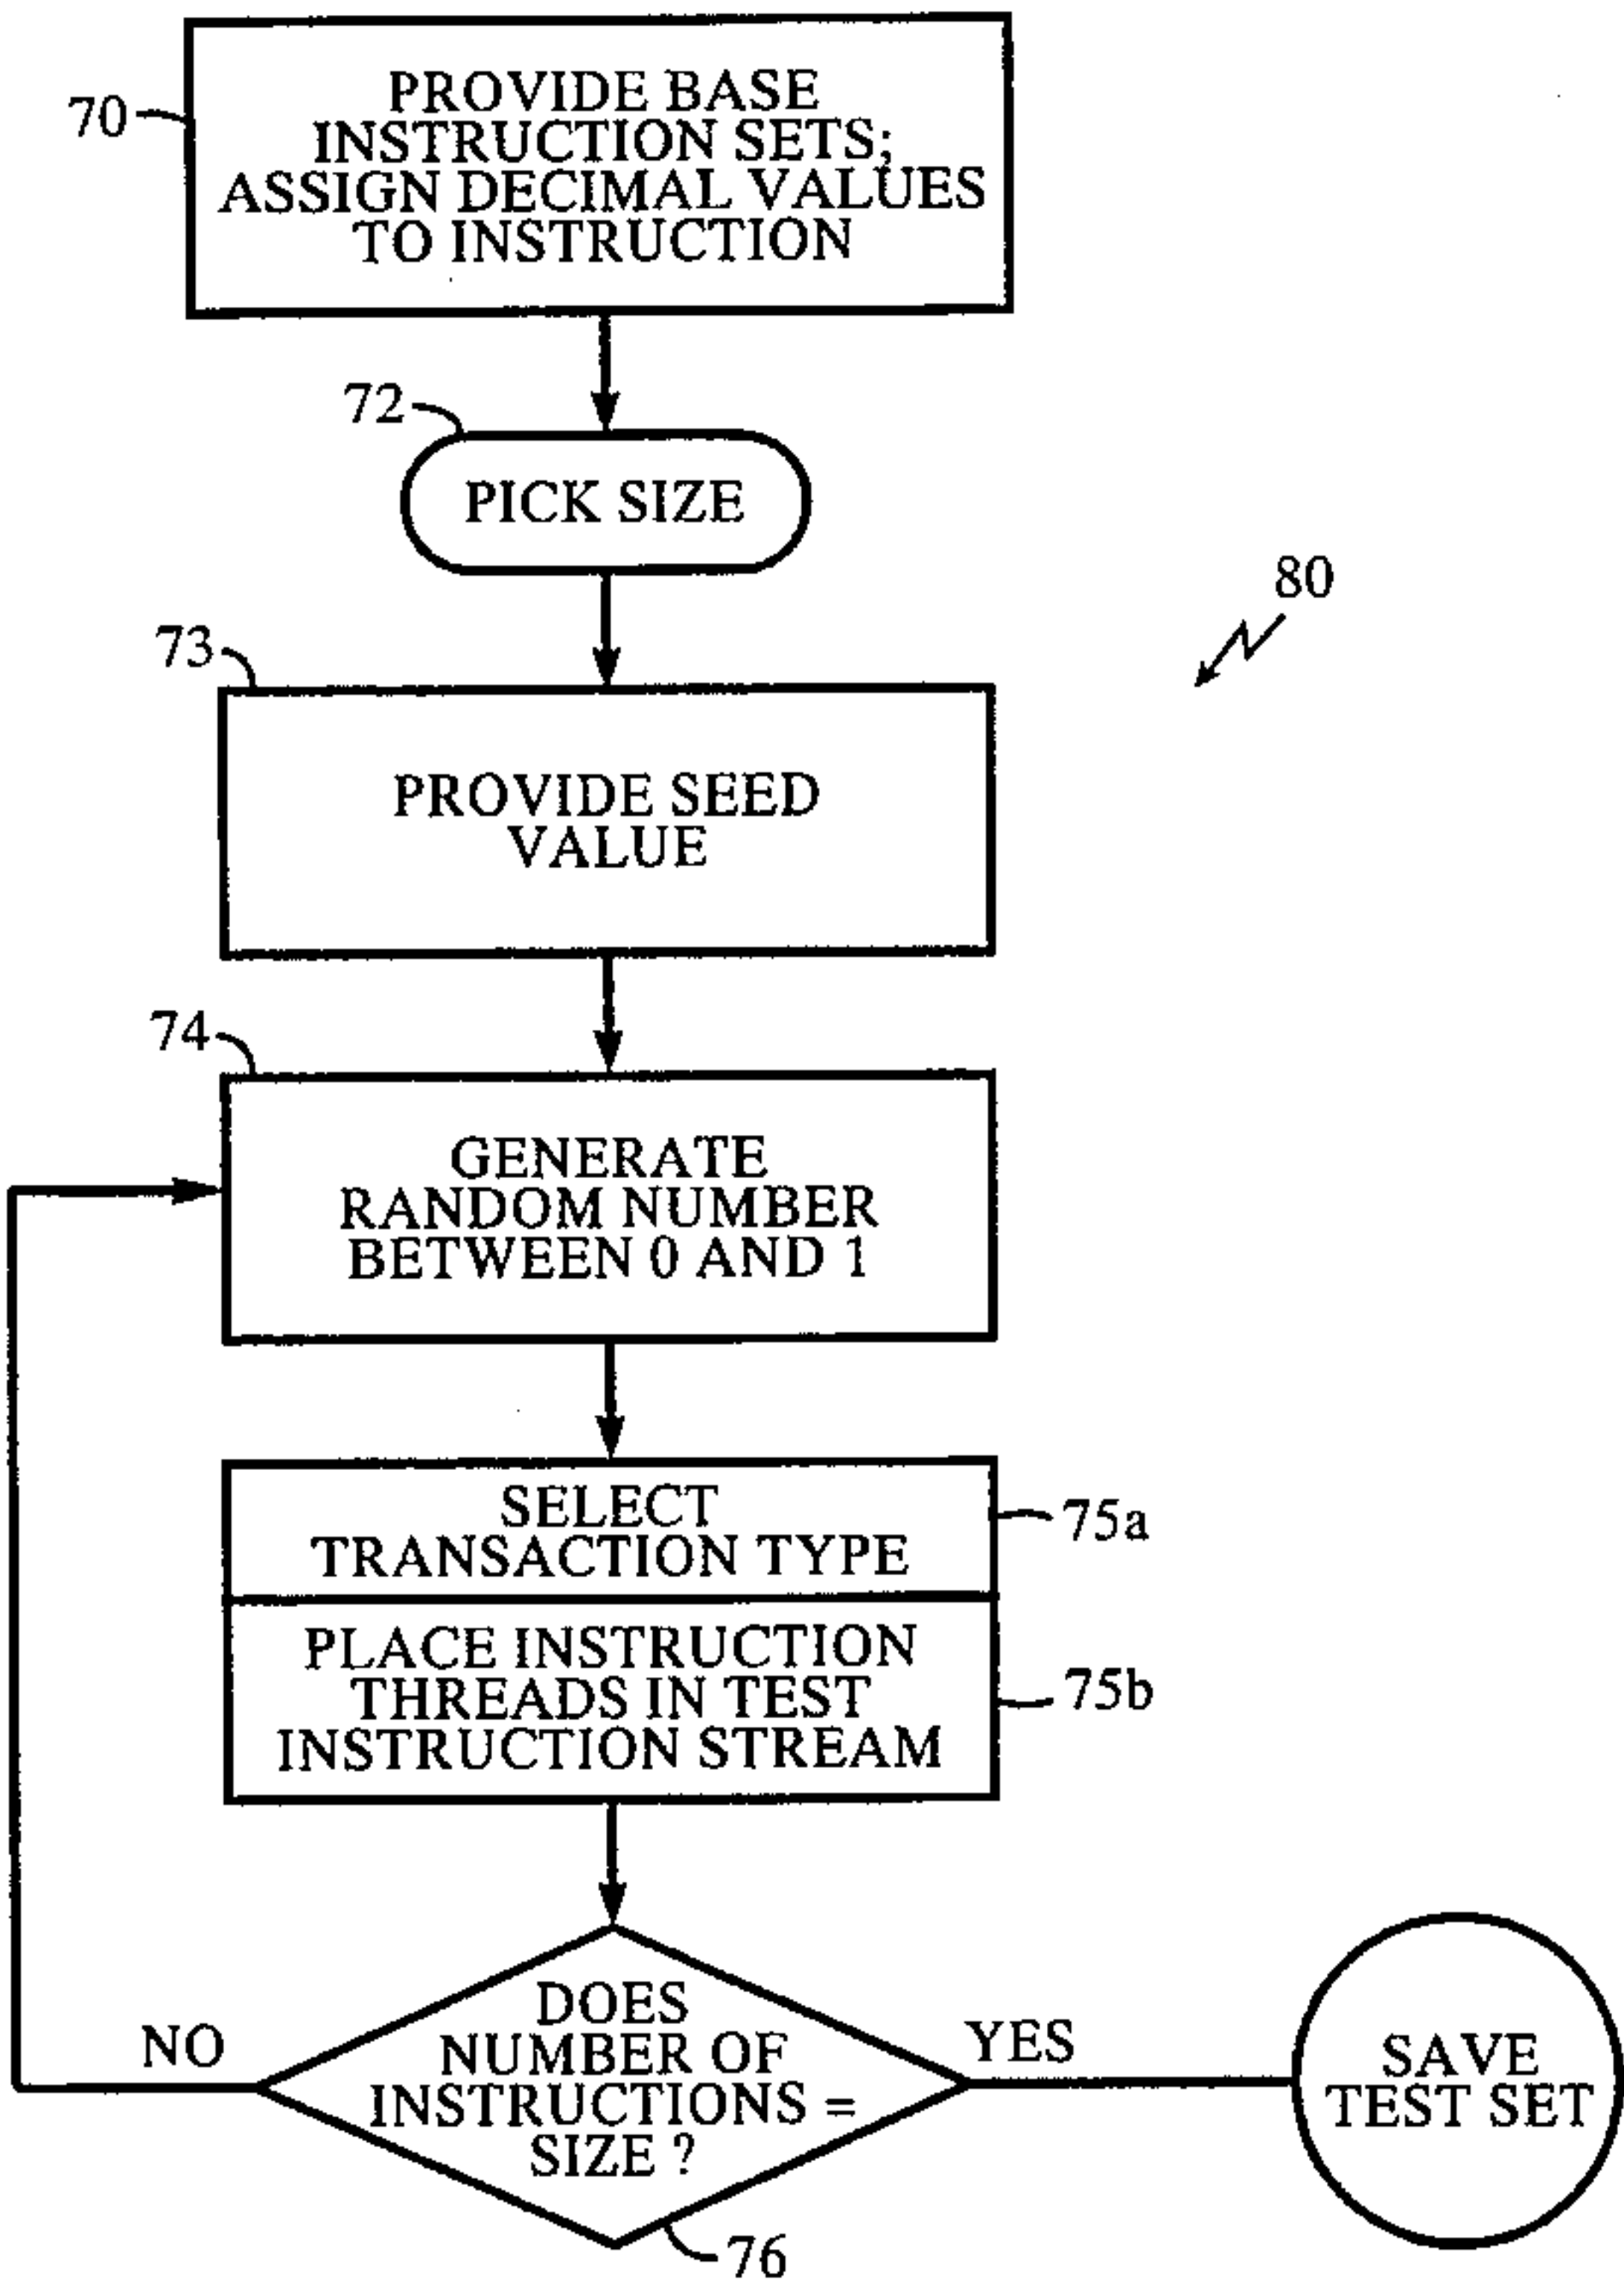 70
PROVIDE BASE
INSTRUCTION SETS;
ASSIGN DECIMAL VALUES
TO INSTRUCTION
72
PICK SIZE
80
73
PROVIDE SEED
VALUE
74
GENERATE
RANDOM NUMBER
BETWEEN 0 AND 1
SELECT
TRANSACTION TYPE
75a
PLACE INSTRUCTION
THREADS IN TEST
INSTRUCTION STREAM
75b
DOES
NUMBER OF
INSTRUCTIONS =
SIZE ?
NO
YES
SAVE
TEST SET
76